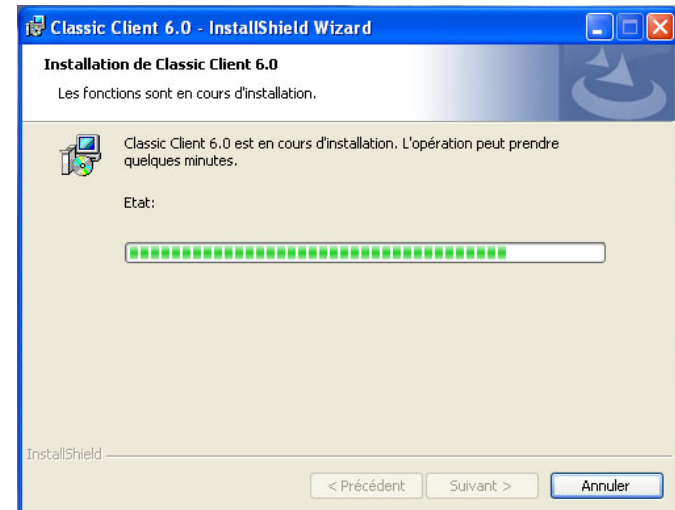 Classic Client 6.0 - InstallShield Wizard
Installation de Classic Client 6.0
Les fonctions sont en cours d'installation.
Classic Client 6.0 est en cours d'installation. L'opération peut prendre
quelques minutes.
Etat:
InstallShield
< Précédent Suivant > Annuler